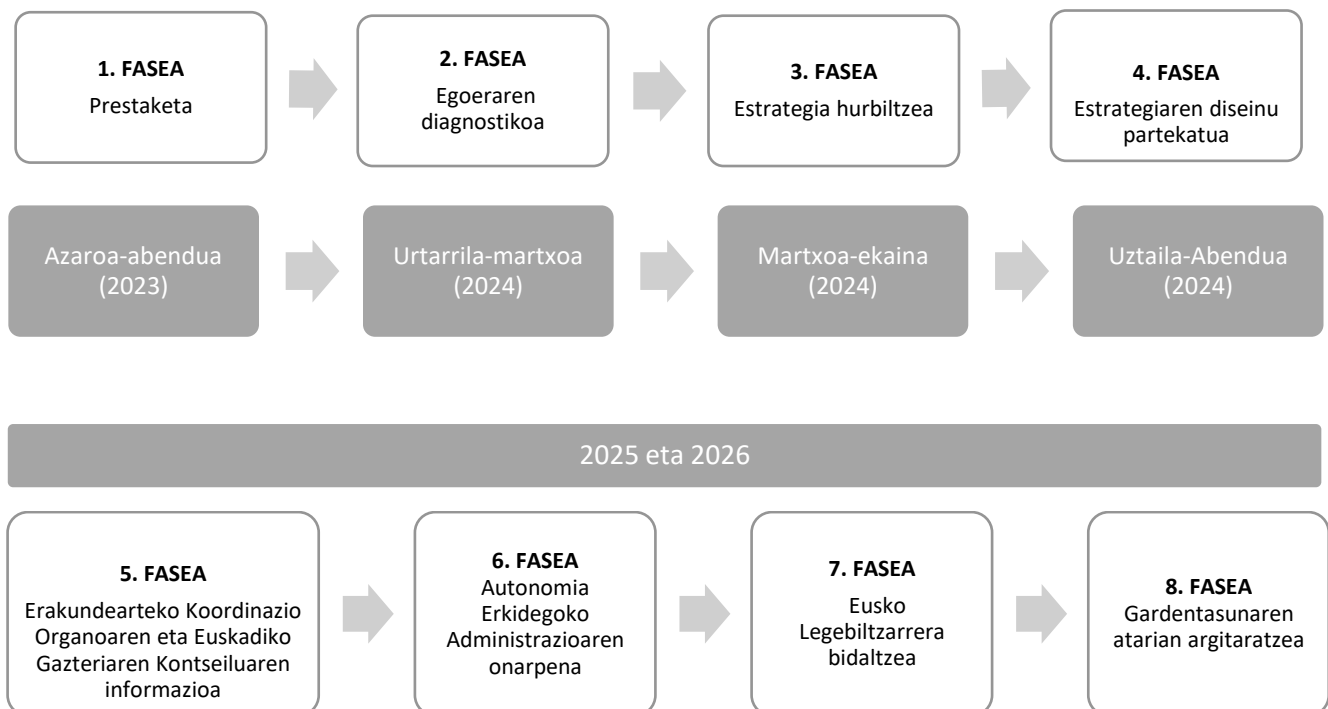 1. FASEA
Prestaketa
2. FASEA
Egoeraren
diagnostikoa
3. FASEA
Estrategia hurbiltzea
4. FASEA
Estrategiaren diseinu
partekatua
Azaroa-abendua
(2023)
Urtarrila-martxoa
(2024)
Martxoa-ekaina
(2024)
Uztaila-Abendua
(2024)
2025 eta 2026
5. FASEA
Erakundearteko Koordinazio
Organoaren eta Euskadiko
Gazteriaren Kontseiluaren
informazioa
6. FASEA
Autonomia
Erkidegoko
Administrazioaren
onarpena
7. FASEA
Eusko
Legebiltzarrera
bidaltzea
8. FASEA
Gardentasunaren
atarian argitaratzea